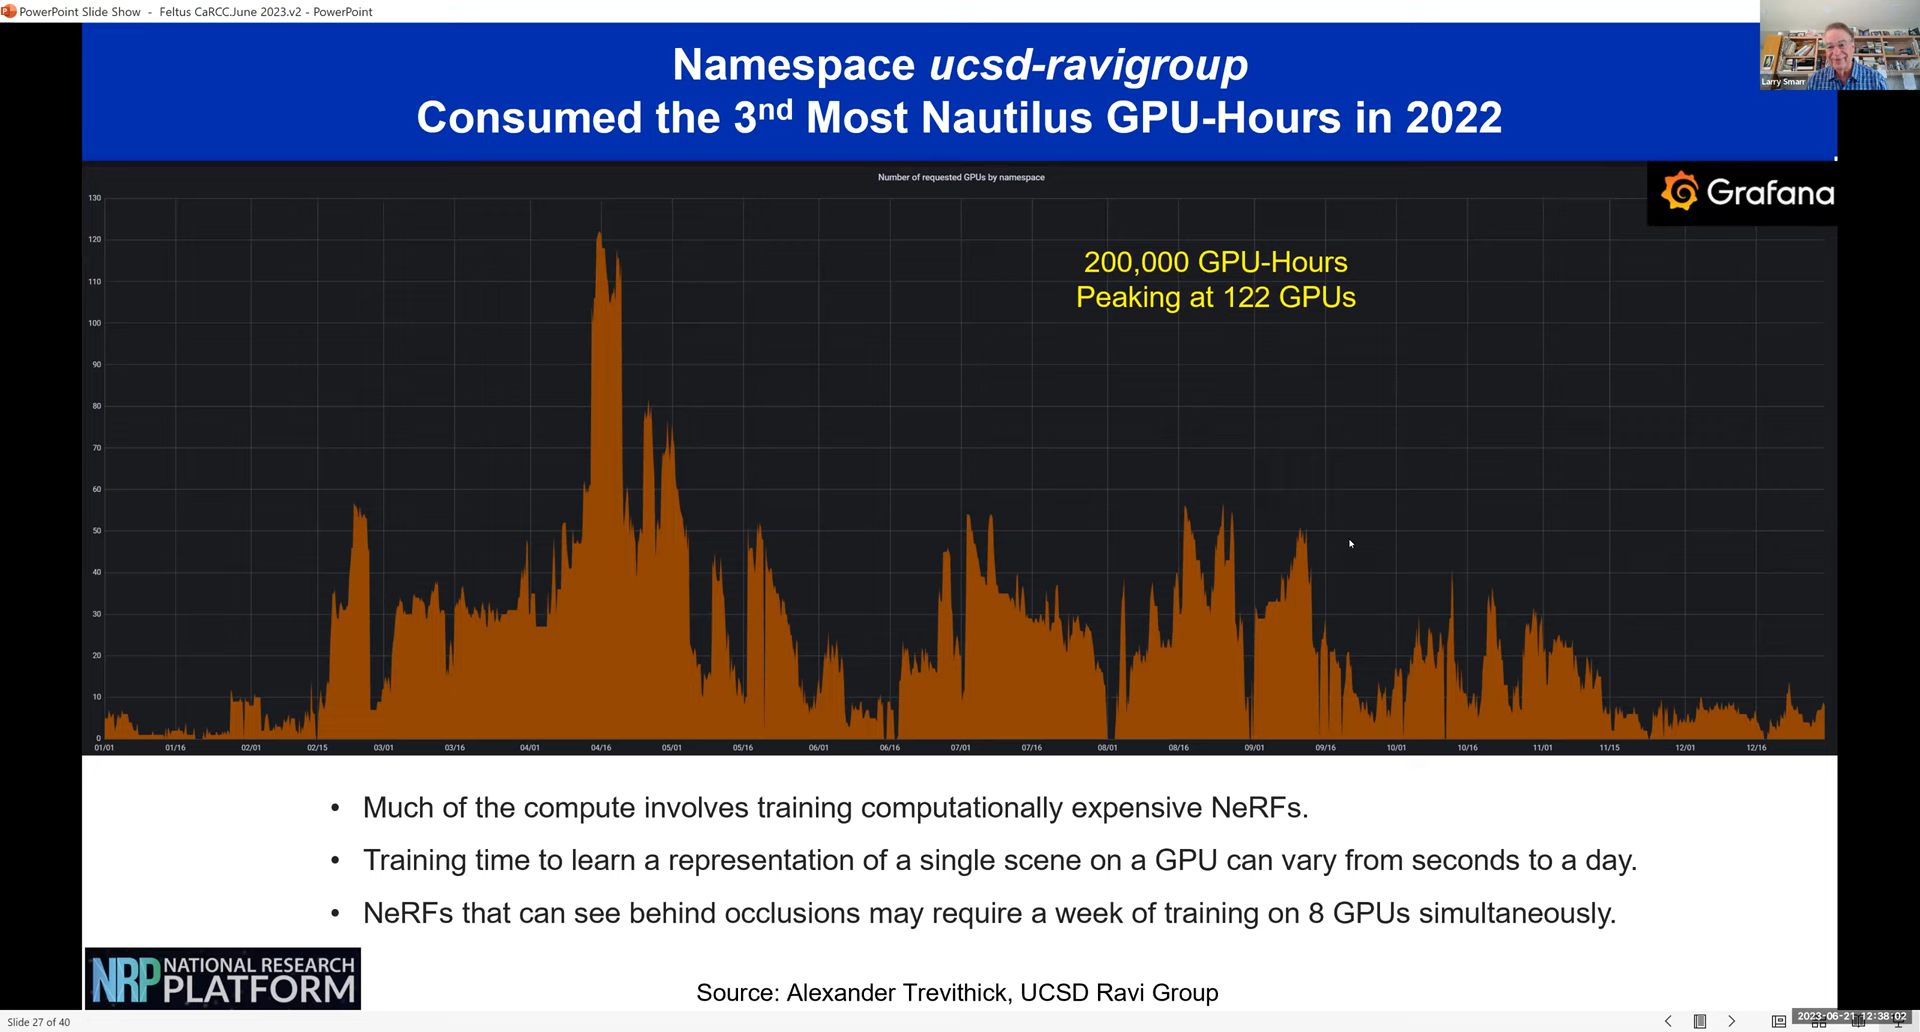 PowerPoint Slide Show - Feltus CaRCC.June 2023.v2 - PowerPoint
Larry Smarr
Namespace ucsd-ravigroup
Consumed the 3nd Most Nautilus GPU-Hours in 2022
Number of requested GPUs by namespace
Grafana
200,000 GPU-Hours
Peaking at 122 GPUs
130
120
110
100
90
80
70
60
50
40
30
20
10
0
01/01 01/16 02/01 02/15 03/01 03/16 04/01 04/16 05/01 05/16 06/01 06/16 07/01 07/16 08/01 08/16 09/01 09/16 10/01 10/16 11/01 11/15 12/01 12/16
• Much of the compute involves training computationally expensive NeRFs.
• Training time to learn a representation of a single scene on a GPU can vary from seconds to a day.
• NeRFs that can see behind occlusions may require a week of training on 8 GPUs simultaneously.
NRP NATIONAL RESEARCH
PLATFORM
Source: Alexander Trevithick, UCSD Ravi Group
Slide 27 of 40
2023-06-21 12:38:02